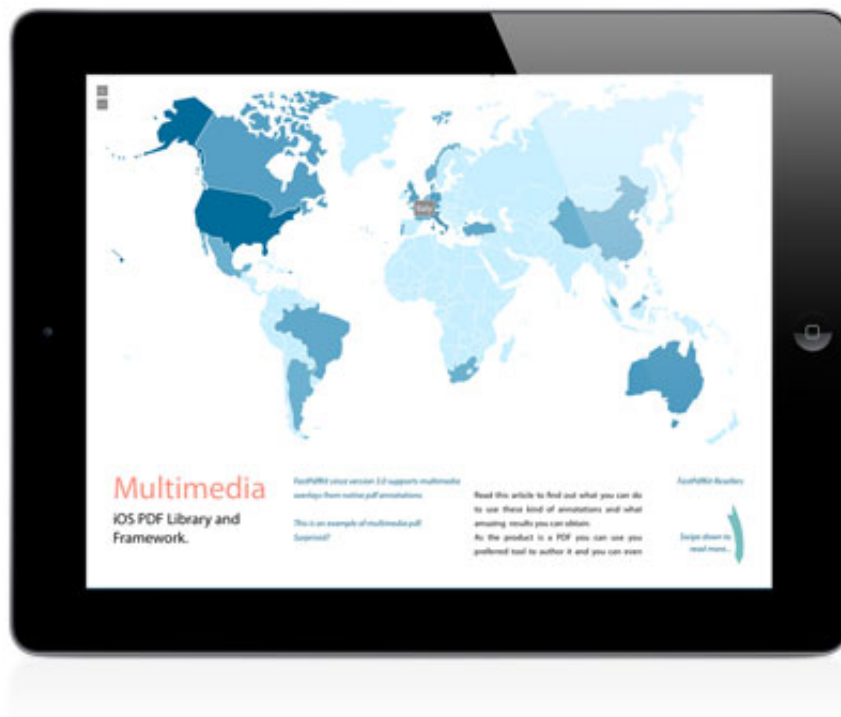 Italy
Multimedia
iOS PDF Library and
Framework.
FastPdfKit since version 3.0 supports multimedia
overlays from native pdf annotations
This is an example of multimedia pdf
Surprised?
Read this article to find out what you can do
to use these kind of annotations and what
amazing results you can obtain.
As the product is a PDF you can use you
preferred tool to author it and you can even
FastPdfKit Resellers
Swipe down to
read more...